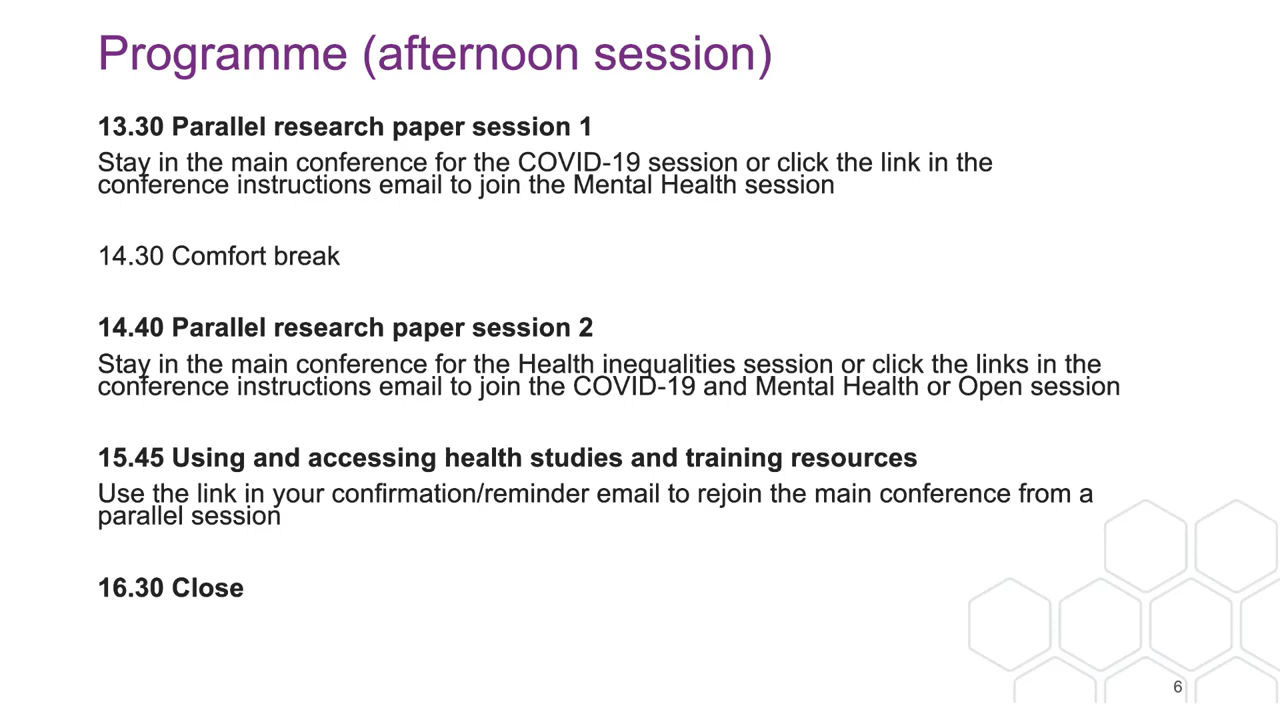 Programme (afternoon session)
13.30 Parallel research paper session 1
Stay in the main conference for the COVID-19 session or click the link in the
conference instructions email to join the Mental Health session
14.30 Comfort break
14.40 Parallel research paper session 2
Stay in the main conference for the Health inequalities session or click the links in the
conference instructions email to join the COVID-19 and Mental Health or Open session
15.45 Using and accessing health studies and training resources
Use the link in your confirmation/reminder email to rejoin the main conference from a
parallel session
16.30 Close
6